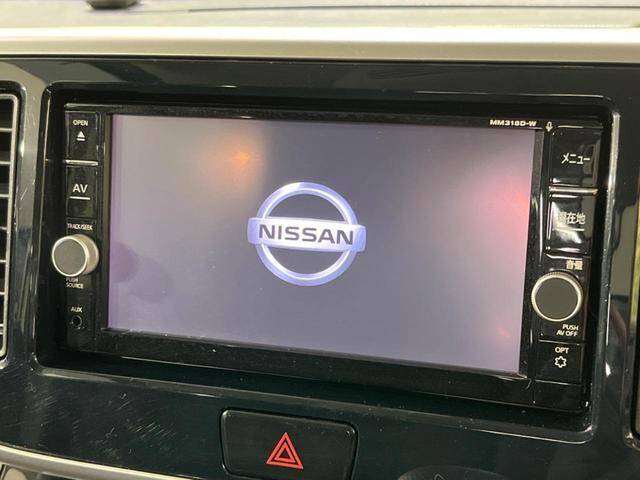 MM318D-W
OPEN
AV
TRACK/SEEK
PUSH
SOURCE
AUX
NISSAN
メニュー
現在地
音量
PUSH
AV OFF
OPT